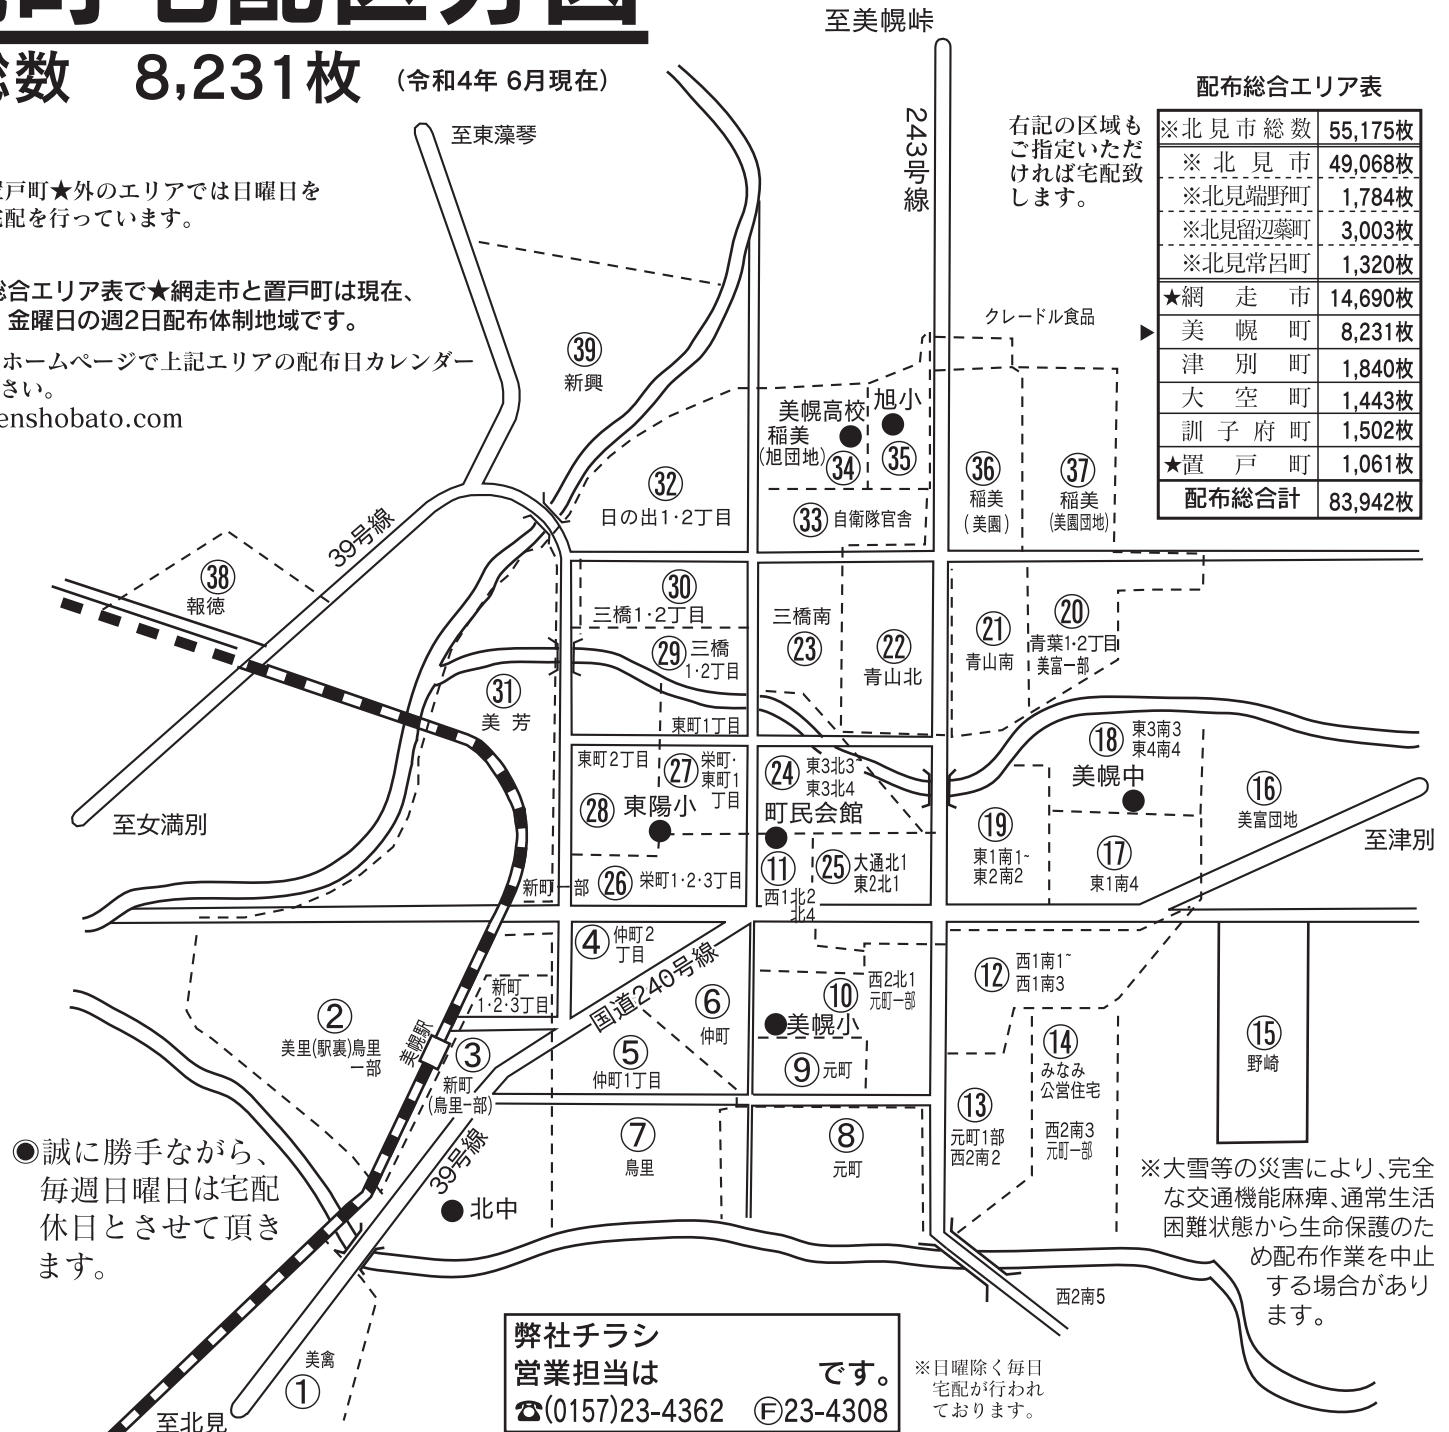 町宅配区分図
総数 8,231枚 (令和4年 6月現在)
置戸町★外のエリアでは日曜日を
宅配を行っています。
総合エリア表で★網走市と置戸町は現在、
金曜日の週2日配布体制地域です。
ホームページで上記エリアの配布日カレンダー
さい。
enshobato.com
至美幌峠
243号線
至東藻琴
右記の区域も
ご指定いただ
ければ宅配致
します。
配布総合エリア表
※北見市総数 55,175枚
※北見市 49,068枚
※北見端野町 1,784枚
※北見留辺蘂町 3,003枚
※北見常呂町 1,320枚
★網走市 14,690枚
▶美幌町 8,231枚
津別町 1,840枚
大空町 1,443枚
訓子府町 1,502枚
★置戸町 1,061枚
配布総合計 83,942枚
クレードル食品
㊴
新興
美幌高校
稲美
(旭団地)
㉞
旭小
㉟
㊱
稲美
(美園)
㊲
稲美
(美園団地)
㉜
日の出1・2丁目
㉝自衛隊官舎
39号線
㊳
報徳
㉚
三橋1・2丁目
㉙三橋
1・2丁目
三橋南
㉓
㉒
青山北
㉑
青山南
⑳
青葉1・2丁目
美富一部
㉛
美芳
東町1丁目
東町2丁目
㉗栄町・
東町1
丁目
㉘
東陽小
㉔東3北3~
東3北4
町民会館
⑱東3南3
東4南4
美幌中
⑯
美富団地
至女満別
至津別
⑲
東1南1~
東2南2
⑰
東1南4
⑪
西1北2
北4
㉕大通北1
東2北1
新町一部
㉖栄町1・2・3丁目
④仲町2
丁目
国道240号線
新町
1・2・3丁目
⑥
仲町
⑩
西2北1
元町一部
美幌小
⑫西1南1~
西1南3
②
美里(駅裏)鳥里
一部
美幌駅
③
新町
(鳥里一部)
⑤
仲町1丁目
⑨元町
⑭
みなみ
公営住宅
西2南3
元町一部
⑮
野崎
⑬
元町1部
西2南2
⑦
鳥里
⑧
元町
39号線
北中
◉誠に勝手ながら、
毎週日曜日は宅配
休日とさせて頂き
ます。
※大雪等の災害により、完全
な交通機能麻痺、通常生活
困難状態から生命保護のた
め配布作業を中止
する場合があり
ます。
西2南5
美禽
①
至北見
弊社チラシ
営業担当は です。
☎(0157)23-4362 Ⓕ23-4308
※日曜除く毎日
宅配が行われ
ております。